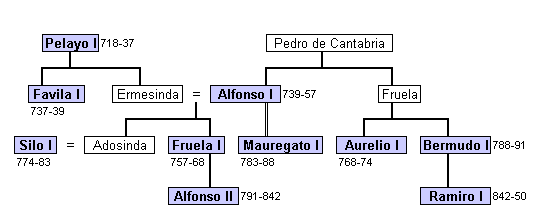 Pelayo I 718-37 Pedro de Cantabria
Favila I Ermesinda = Alfonso I 739-57 Fruela
737-39
Silo I = Adosinda Fruela I Mauregato I Aurelio I Bermudo I 788-91
774-83 757-68 783-88 768-74
Alfonso II 791-842 Ramiro I 842-50